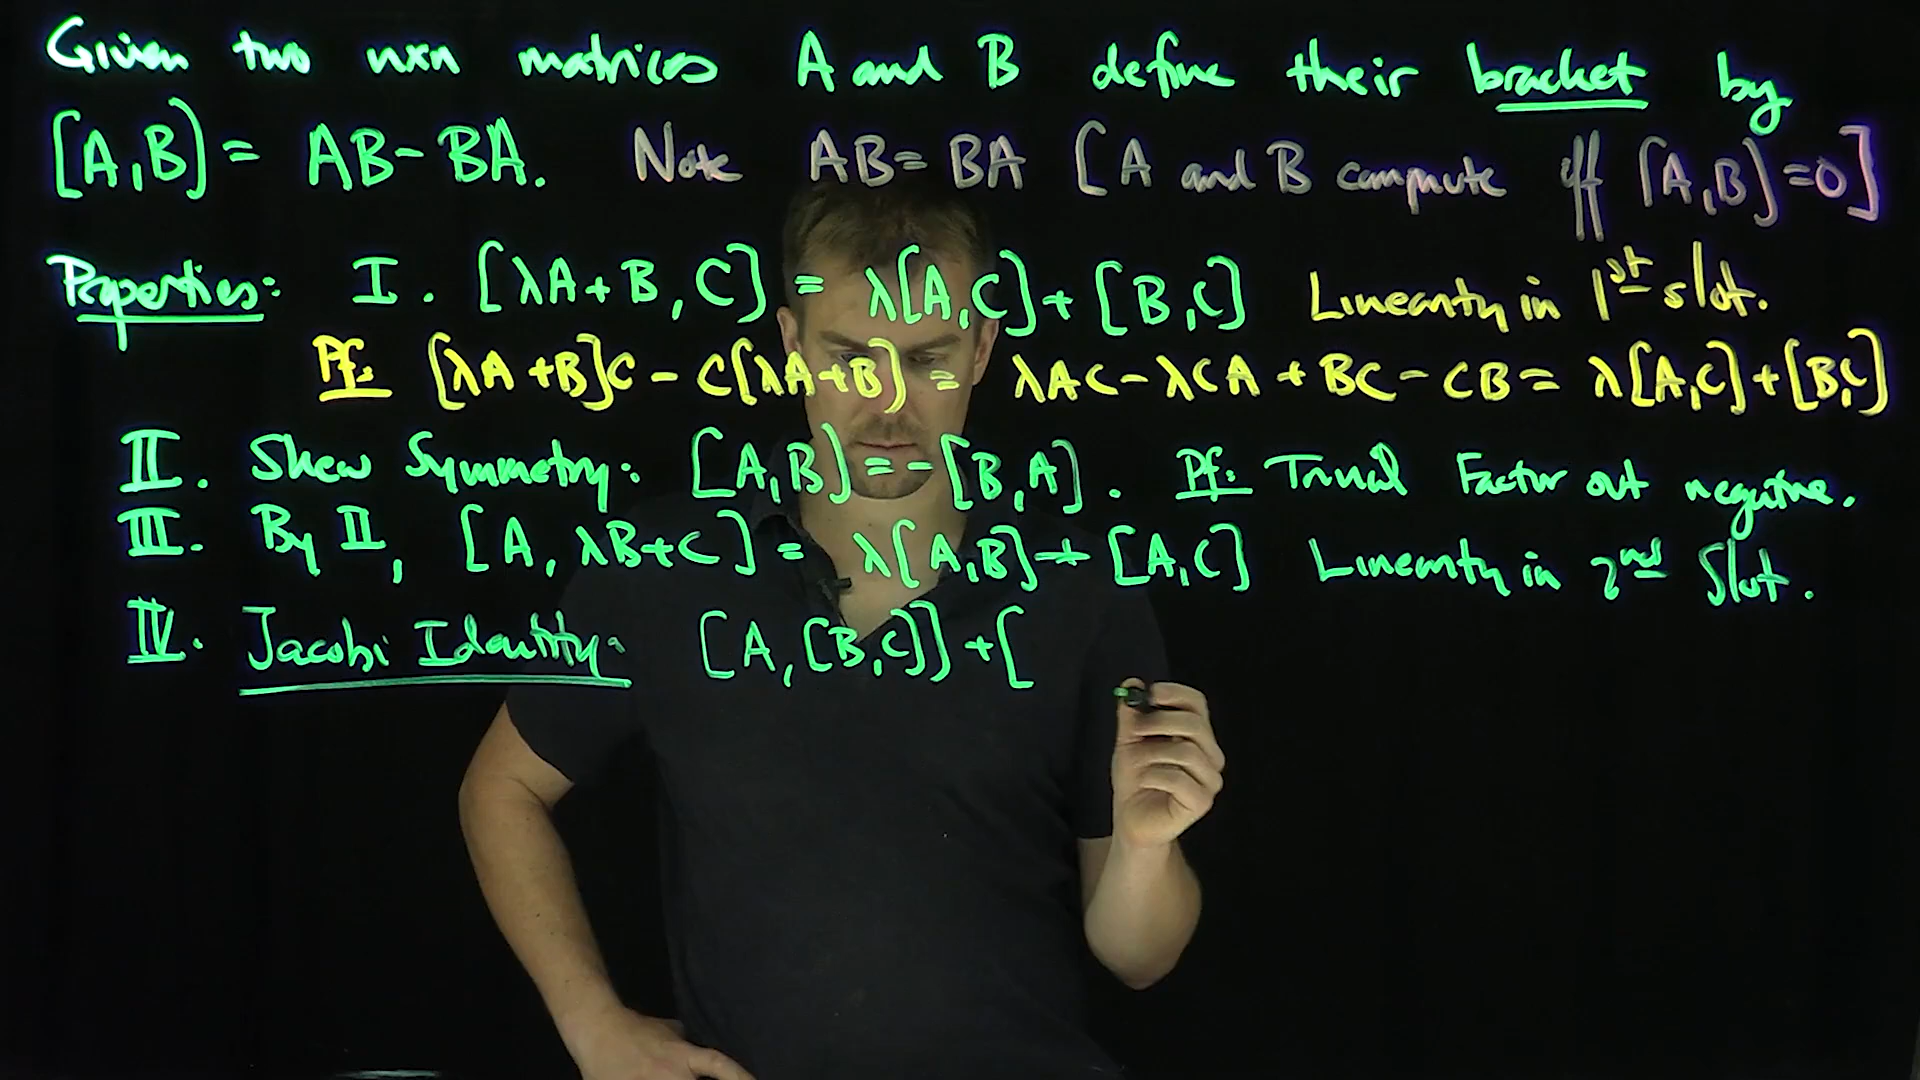 Given two nxn matrices A and B define their bracket by
[A,B] = AB-BA. Note AB=BA [A and B commute iff [A,B]=0]
Properties: I. [λA+B, C] = λ[A,C]+[B,C] Linearity in 1st slot.
Pf: [λA+B]C - C[λA+B] = λAC-λCA+BC-CB = λ[A,C]+[B,C]
II. Skew Symmetry: [A,B]=-[B,A]. Pf: Trivial Factor out negative.
III. By II, [A, λB+C] = λ[A,B]+[A,C] Linearity in 2nd Slot.
IV. Jacobi Identity: [A,[B,C]]+[